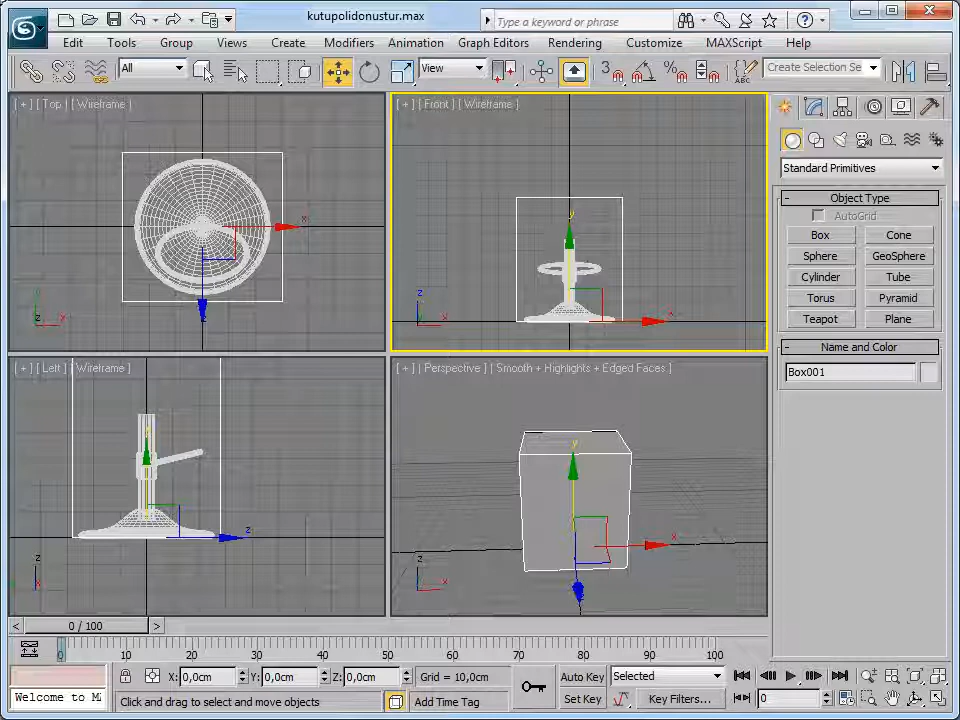 kutupolidonustur.max
Type a keyword or phrase
Edit Tools Group Views Create Modifiers Animation Graph Editors Rendering Customize MAXScript Help
All
View
3
%
ABC
Create Selection Se
[ + ] [ Top ] [ Wireframe ]
[ + ] [ Front ] [ Wireframe ]
[ + ] [ Left ] [ Wireframe ]
[ + ] [ Perspective ] [ Smooth + Highlights + Edged Faces ]
Standard Primitives
- Object Type
AutoGrid
Box Cone
Sphere GeoSphere
Cylinder Tube
Torus Pyramid
Teapot Plane
- Name and Color
Box001
< 0 / 100 >
0 10 20 30 40 50 60 70 80 90 100
X: 0,0cm Y: 0,0cm Z: 0,0cm Grid = 10,0cm Auto Key Selected
Welcome to M
Click and drag to select and move objects Add Time Tag Set Key Key Filters... 0